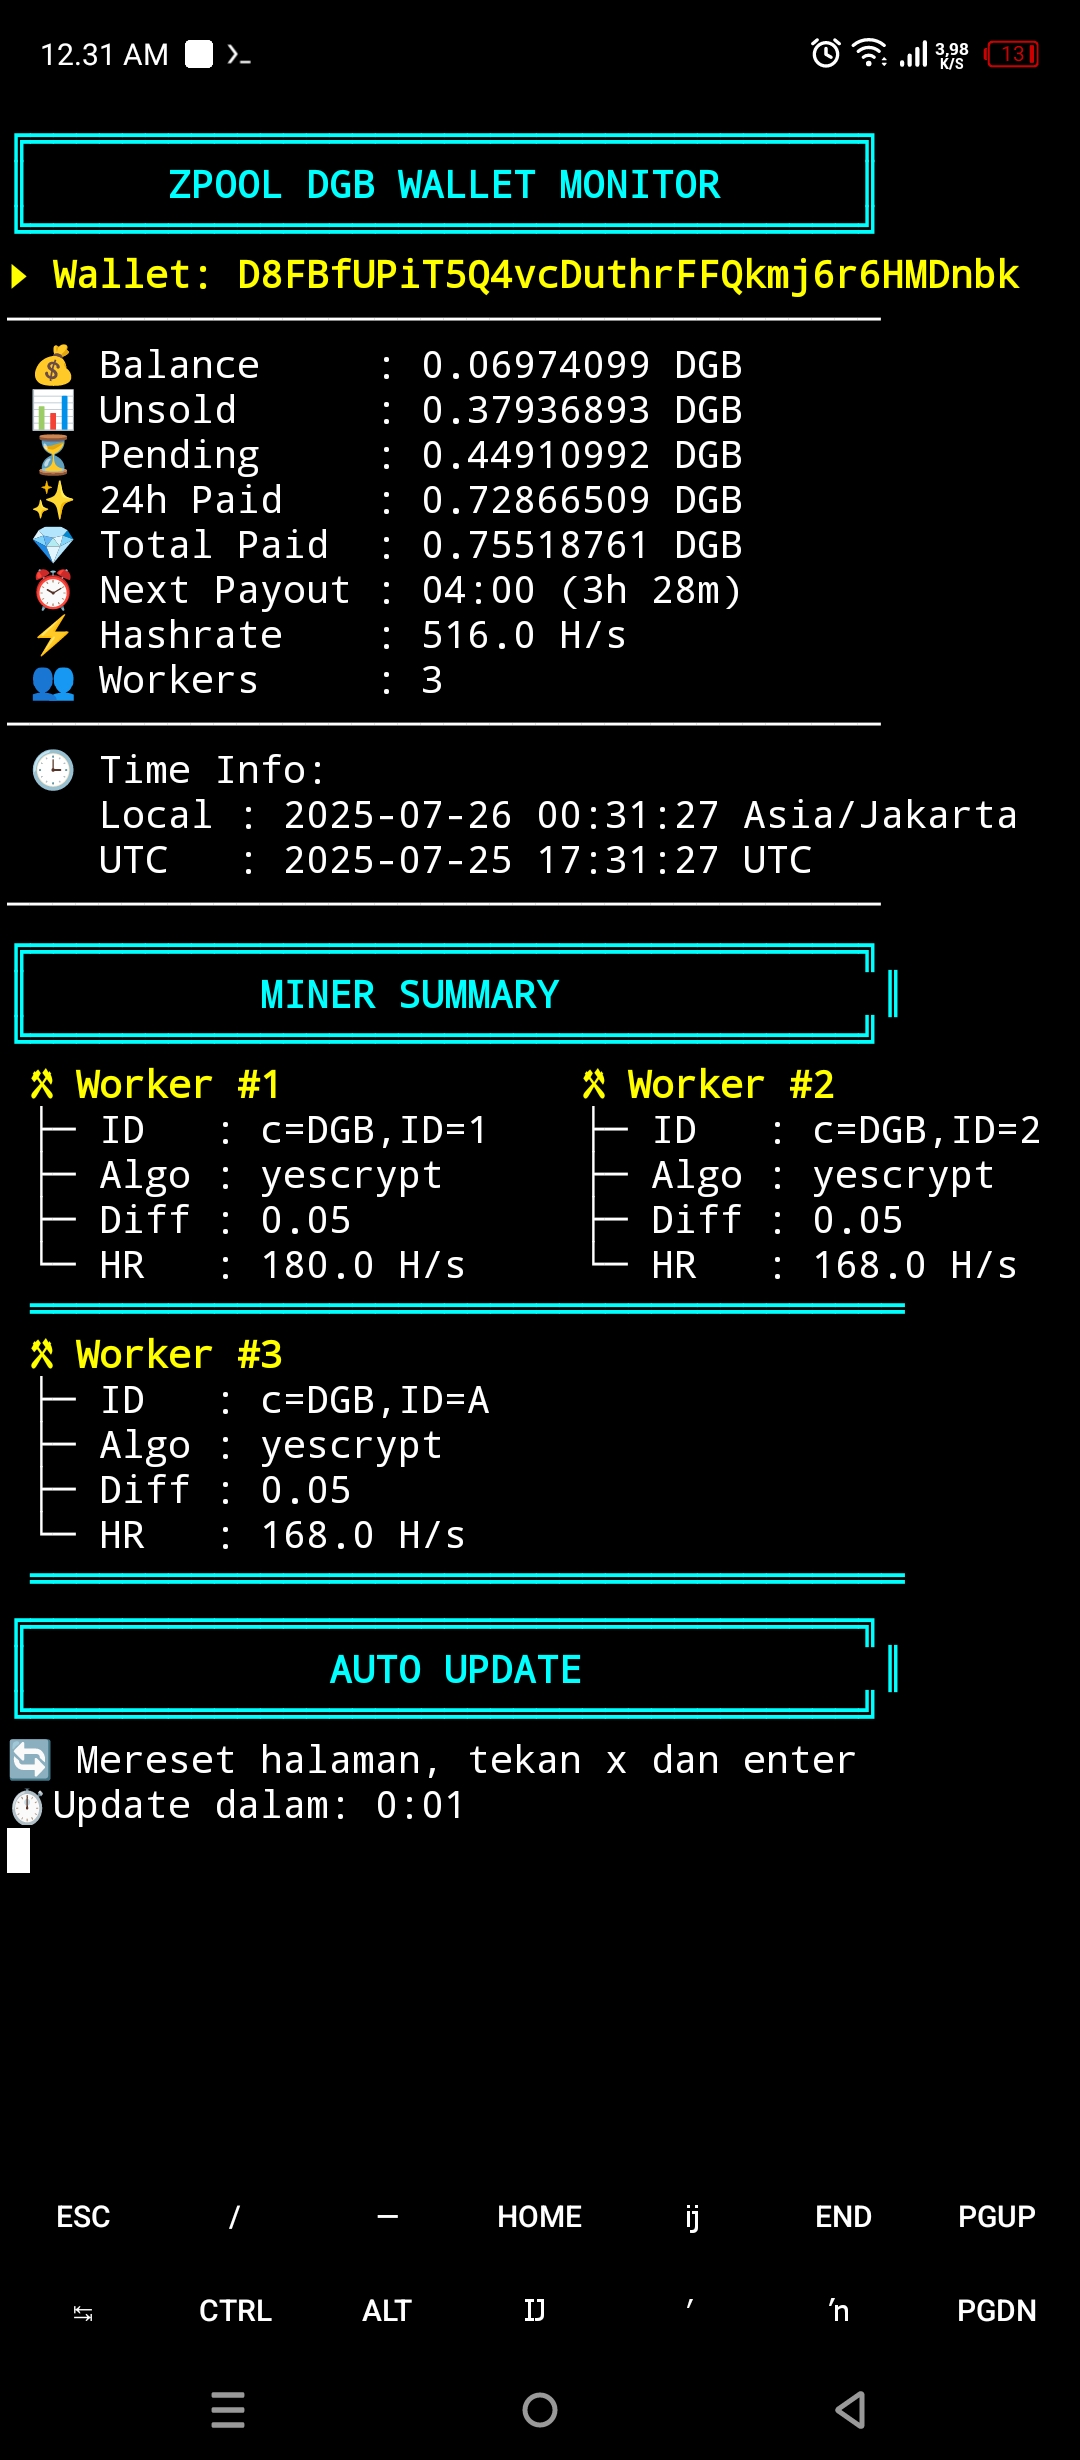 12.31 AM 3,98 K/S 13
ZPOOL DGB WALLET MONITOR
Wallet: D8FBfUPiT5Q4vcDuthrFFQkmj6r6HMDnbk
Balance : 0.06974099 DGB
Unsold : 0.37936893 DGB
Pending : 0.44910992 DGB
24h Paid : 0.72866509 DGB
Total Paid : 0.75518761 DGB
Next Payout : 04:00 (3h 28m)
Hashrate : 516.0 H/s
Workers : 3
Time Info:
Local : 2025-07-26 00:31:27 Asia/Jakarta
UTC : 2025-07-25 17:31:27 UTC
MINER SUMMARY
Worker #1 Worker #2
ID : c=DGB,ID=1 ID : c=DGB,ID=2
Algo : yescrypt Algo : yescrypt
Diff : 0.05 Diff : 0.05
HR : 180.0 H/s HR : 168.0 H/s
Worker #3
ID : c=DGB,ID=A
Algo : yescrypt
Diff : 0.05
HR : 168.0 H/s
AUTO UPDATE
Mereset halaman, tekan x dan enter
Update dalam: 0:01
ESC / — HOME ĳ END PGUP
↹ CTRL ALT Ĳ ʼ ŉ PGDN